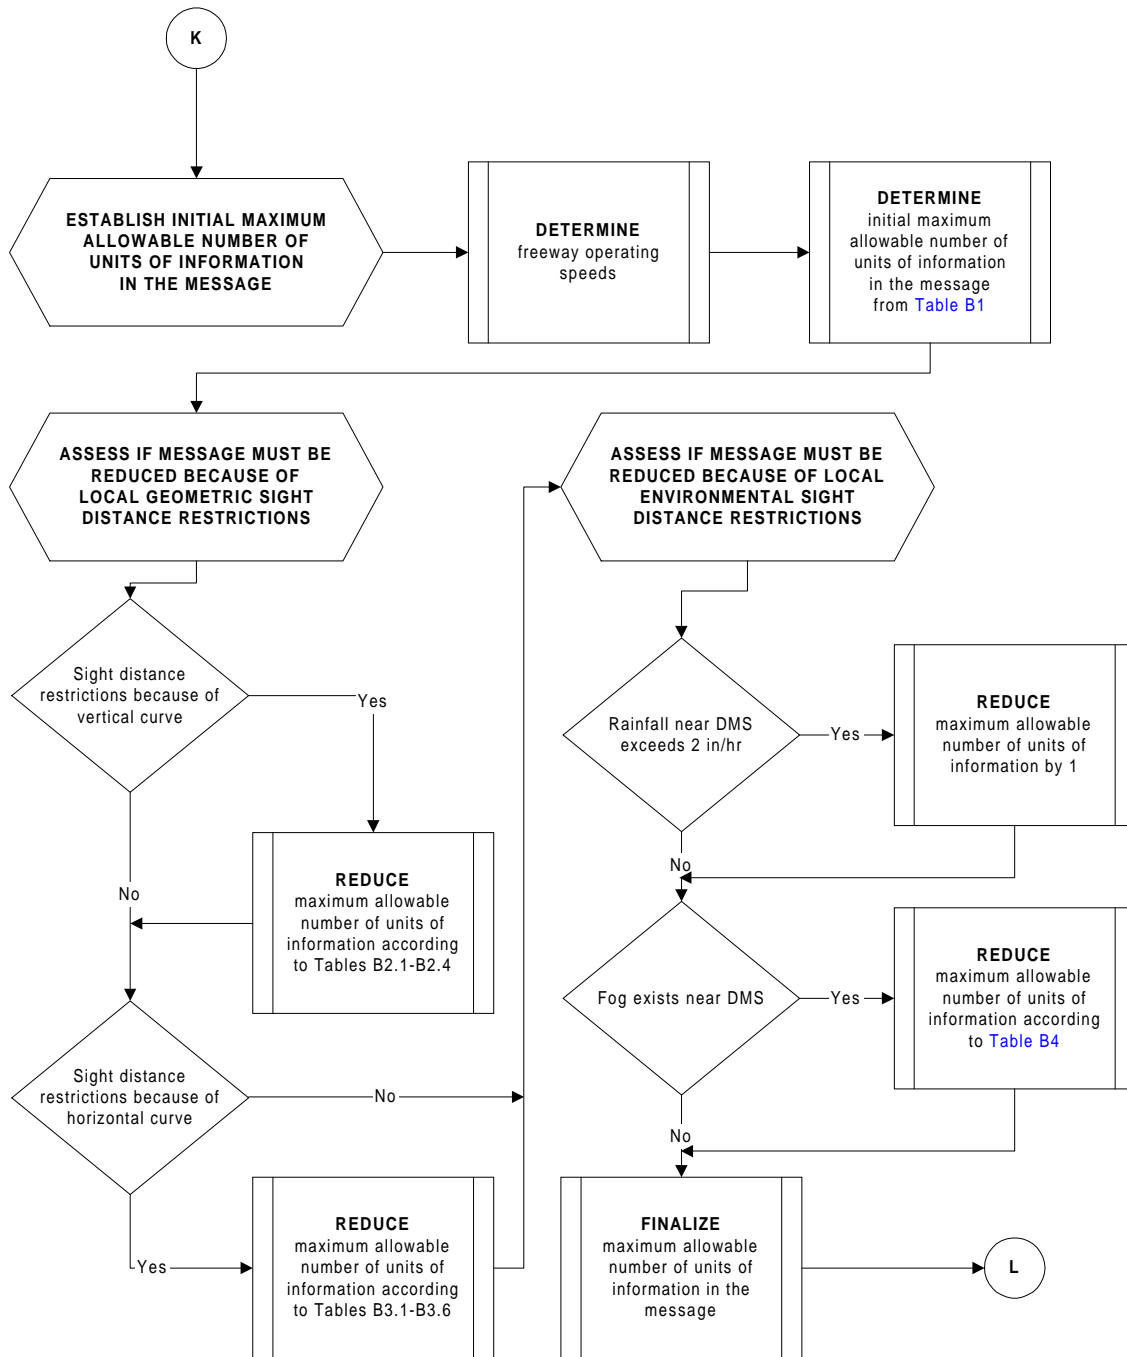 K
ESTABLISH INITIAL MAXIMUM
ALLOWABLE NUMBER OF
UNITS OF INFORMATION
IN THE MESSAGE
DETERMINE
freeway operating
speeds
DETERMINE
initial maximum
allowable number of
units of information
in the message
from Table B1
ASSESS IF MESSAGE MUST BE
REDUCED BECAUSE OF
LOCAL GEOMETRIC SIGHT
DISTANCE RESTRICTIONS
Sight distance
restrictions because of
vertical curve
Yes
No
REDUCE
maximum allowable
number of units of
information according
to Tables B2.1-B2.4
Sight distance
restrictions because of
horizontal curve
No
Yes
REDUCE
maximum allowable
number of units of
information according
to Tables B3.1-B3.6
ASSESS IF MESSAGE MUST BE
REDUCED BECAUSE OF LOCAL
ENVIRONMENTAL SIGHT
DISTANCE RESTRICTIONS
Rainfall near DMS
exceeds 2 in/hr
Yes
REDUCE
maximum allowable
number of units of
information by 1
No
Fog exists near DMS
Yes
REDUCE
maximum allowable
number of units of
information according
to Table B4
No
FINALIZE
maximum allowable
number of units of
information in the
message
L